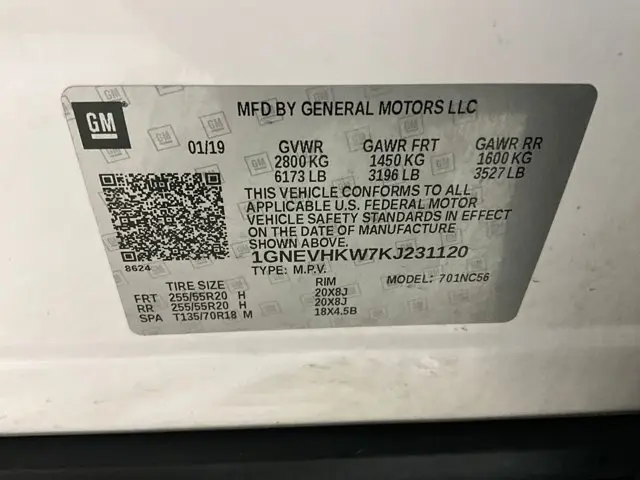 GM
MFD BY GENERAL MOTORS LLC
01/19 GVWR GAWR FRT GAWR RR
2800 KG 1450 KG 1600 KG
6173 LB 3196 LB 3527 LB
THIS VEHICLE CONFORMS TO ALL
APPLICABLE U.S. FEDERAL MOTOR
VEHICLE SAFETY STANDARDS IN EFFECT
ON THE DATE OF MANUFACTURE
SHOWN ABOVE.
1GNEVHKW7KJ231120
8624
TYPE: M.P.V. MODEL: 701NC56
TIRE SIZE RIM
FRT 255/55R20 H 20X8J
RR 255/55R20 H 20X8J
SPA T135/70R18 M 18X4.5B